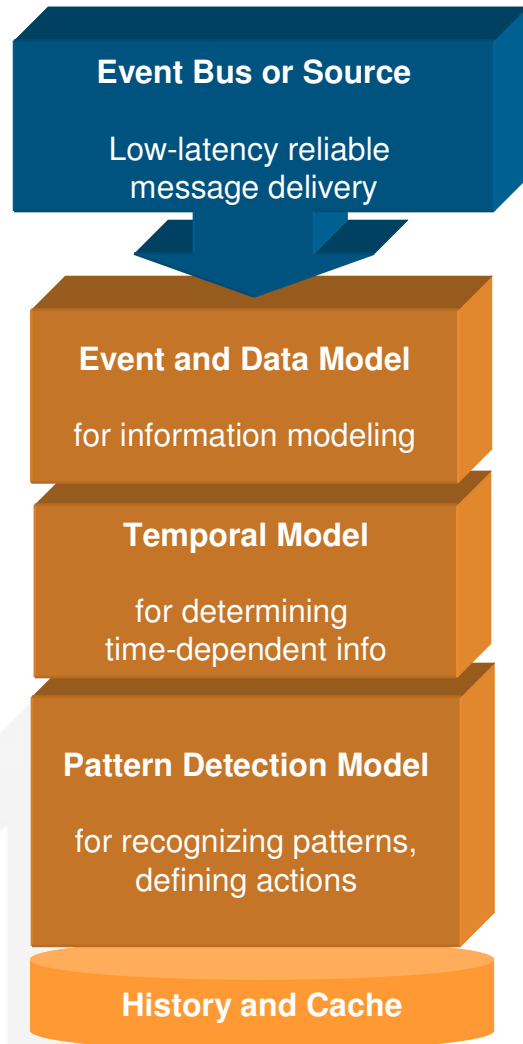 Event Bus or Source
Low-latency reliable
message delivery
Event and Data Model
for information modeling
Temporal Model
for determining
time-dependent info
Pattern Detection Model
for recognizing patterns,
defining actions
History and Cache